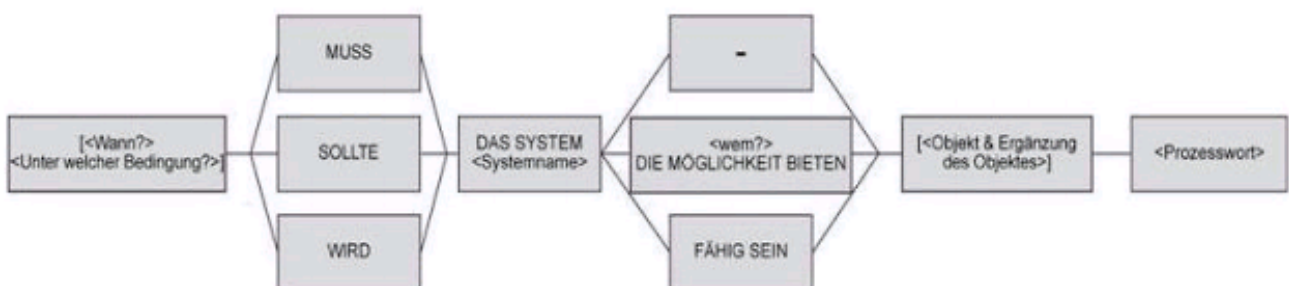 [<Wann?>
<Unter welcher Bedingung?>]
MUSS
SOLLTE
WIRD
DAS SYSTEM
<Systemname>
-
<wem?>
DIE MÖGLICHKEIT BIETEN
FÄHIG SEIN
[<Objekt & Ergänzung
des Objektes>]
<Prozesswort>